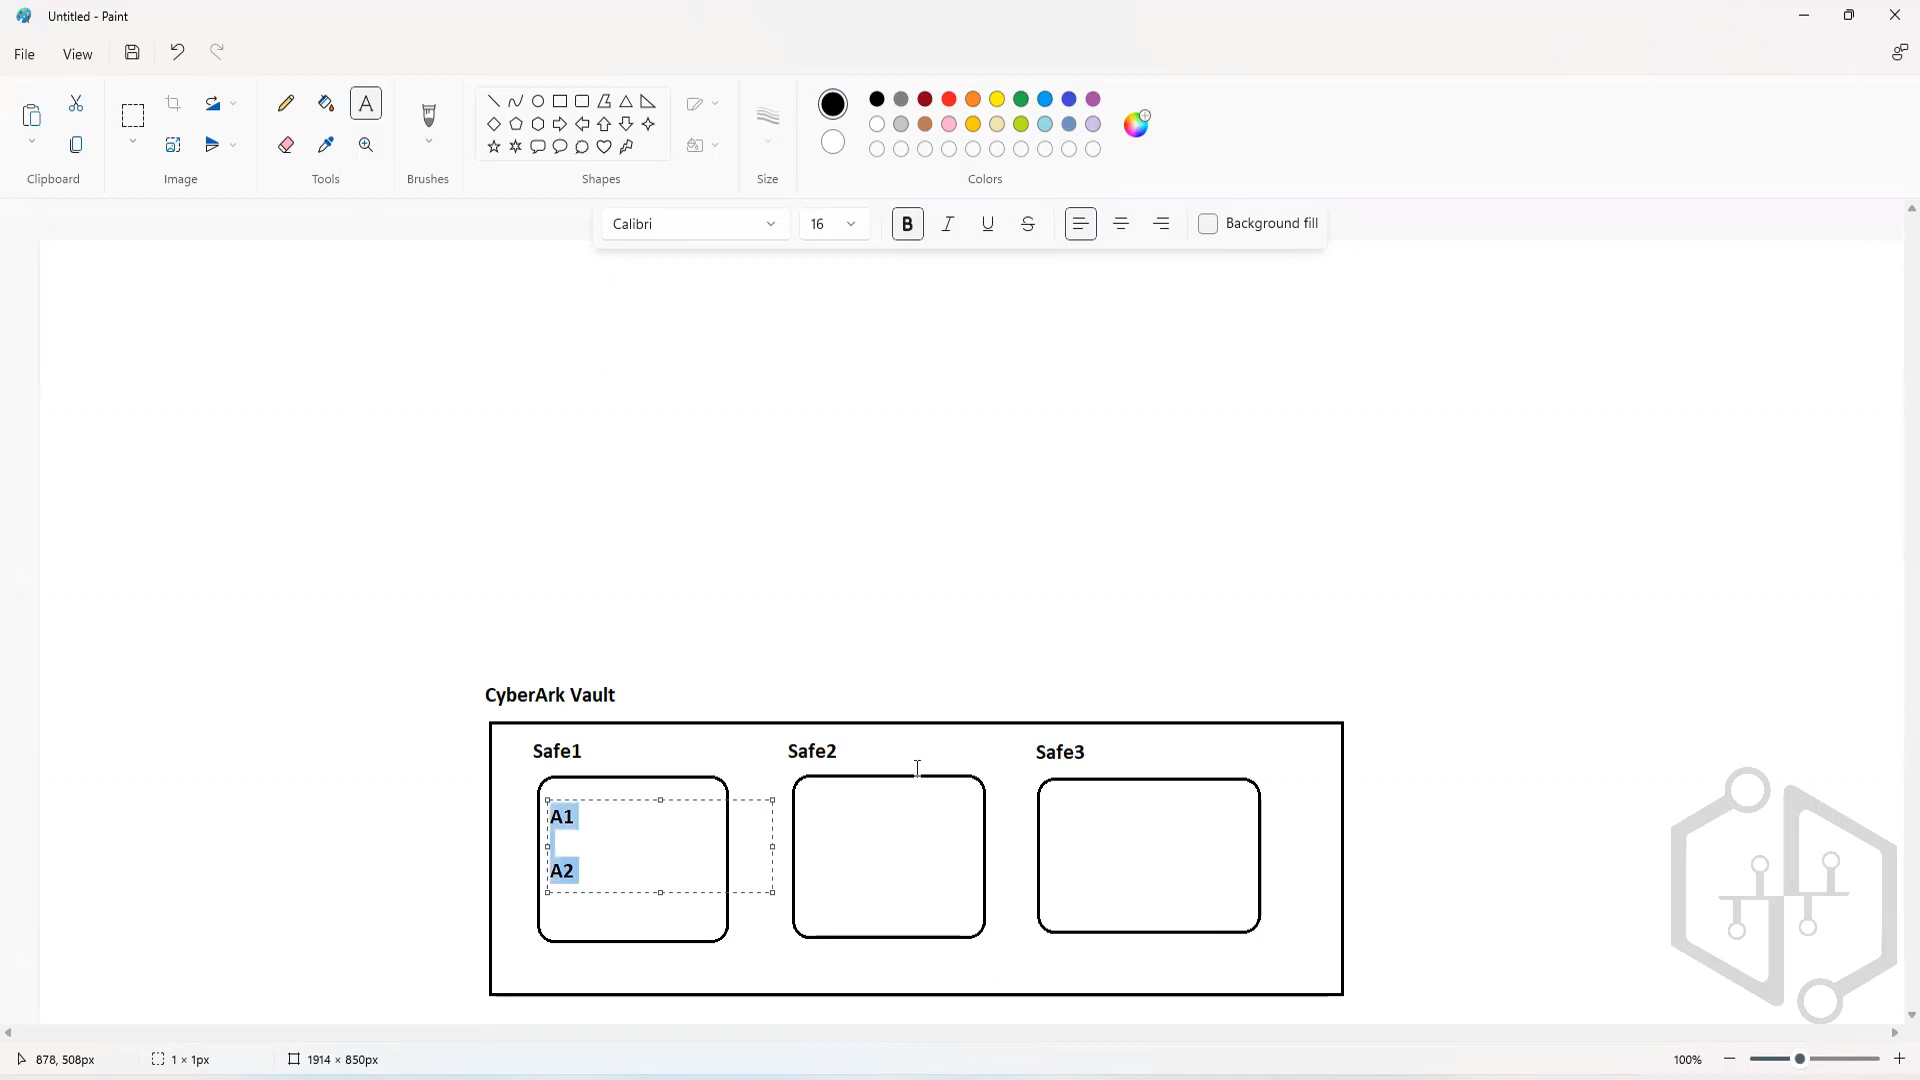 Untitled - Paint
File View
Clipboard Image Tools Brushes Shapes Size Colors
Calibri 16 B I U S Background fill
CyberArk Vault
Safe1 Safe2 Safe3
A1
A2
878, 508px 1 × 1px 1914 × 850px 100%